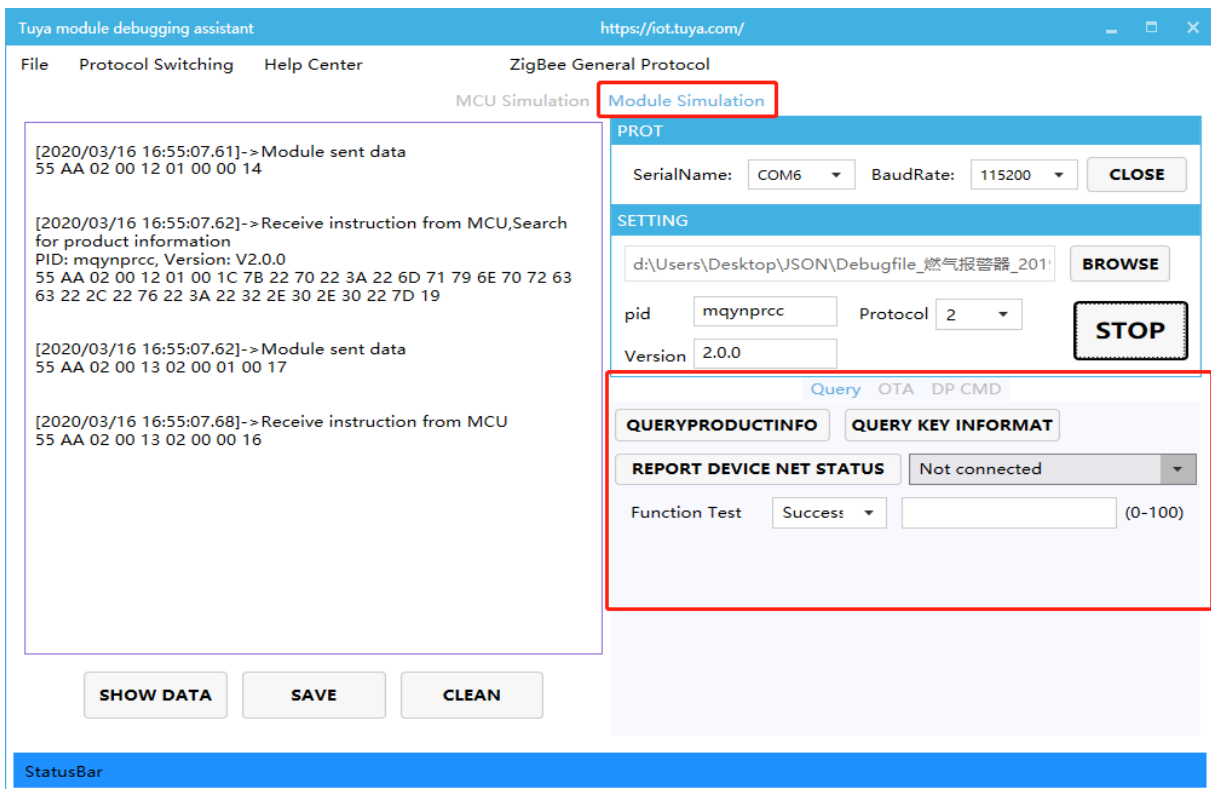 Tuya module debugging assistant https://iot.tuya.com/
File Protocol Switching Help Center ZigBee General Protocol
MCU Simulation Module Simulation
[2020/03/16 16:55:07.61]->Module sent data
55 AA 02 00 12 01 00 00 14
[2020/03/16 16:55:07.62]->Receive instruction from MCU,Search
for product information
PID: mqynprcc, Version: V2.0.0
55 AA 02 00 12 01 00 1C 7B 22 70 22 3A 22 6D 71 79 6E 70 72 63
63 22 2C 22 76 22 3A 22 32 2E 30 2E 30 22 7D 19
[2020/03/16 16:55:07.62]->Module sent data
55 AA 02 00 13 02 00 01 00 17
[2020/03/16 16:55:07.68]->Receive instruction from MCU
55 AA 02 00 13 02 00 00 16
SHOW DATA SAVE CLEAN
PROT
SerialName: COM6 BaudRate: 115200 CLOSE
SETTING
d:\Users\Desktop\JSON\Debugfile_燃气报警器_201 BROWSE
pid mqynprcc Protocol 2
STOP
Version 2.0.0
Query OTA DP CMD
QUERYPRODUCTINFO QUERY KEY INFORMAT
REPORT DEVICE NET STATUS Not connected
Function Test Success (0-100)
StatusBar